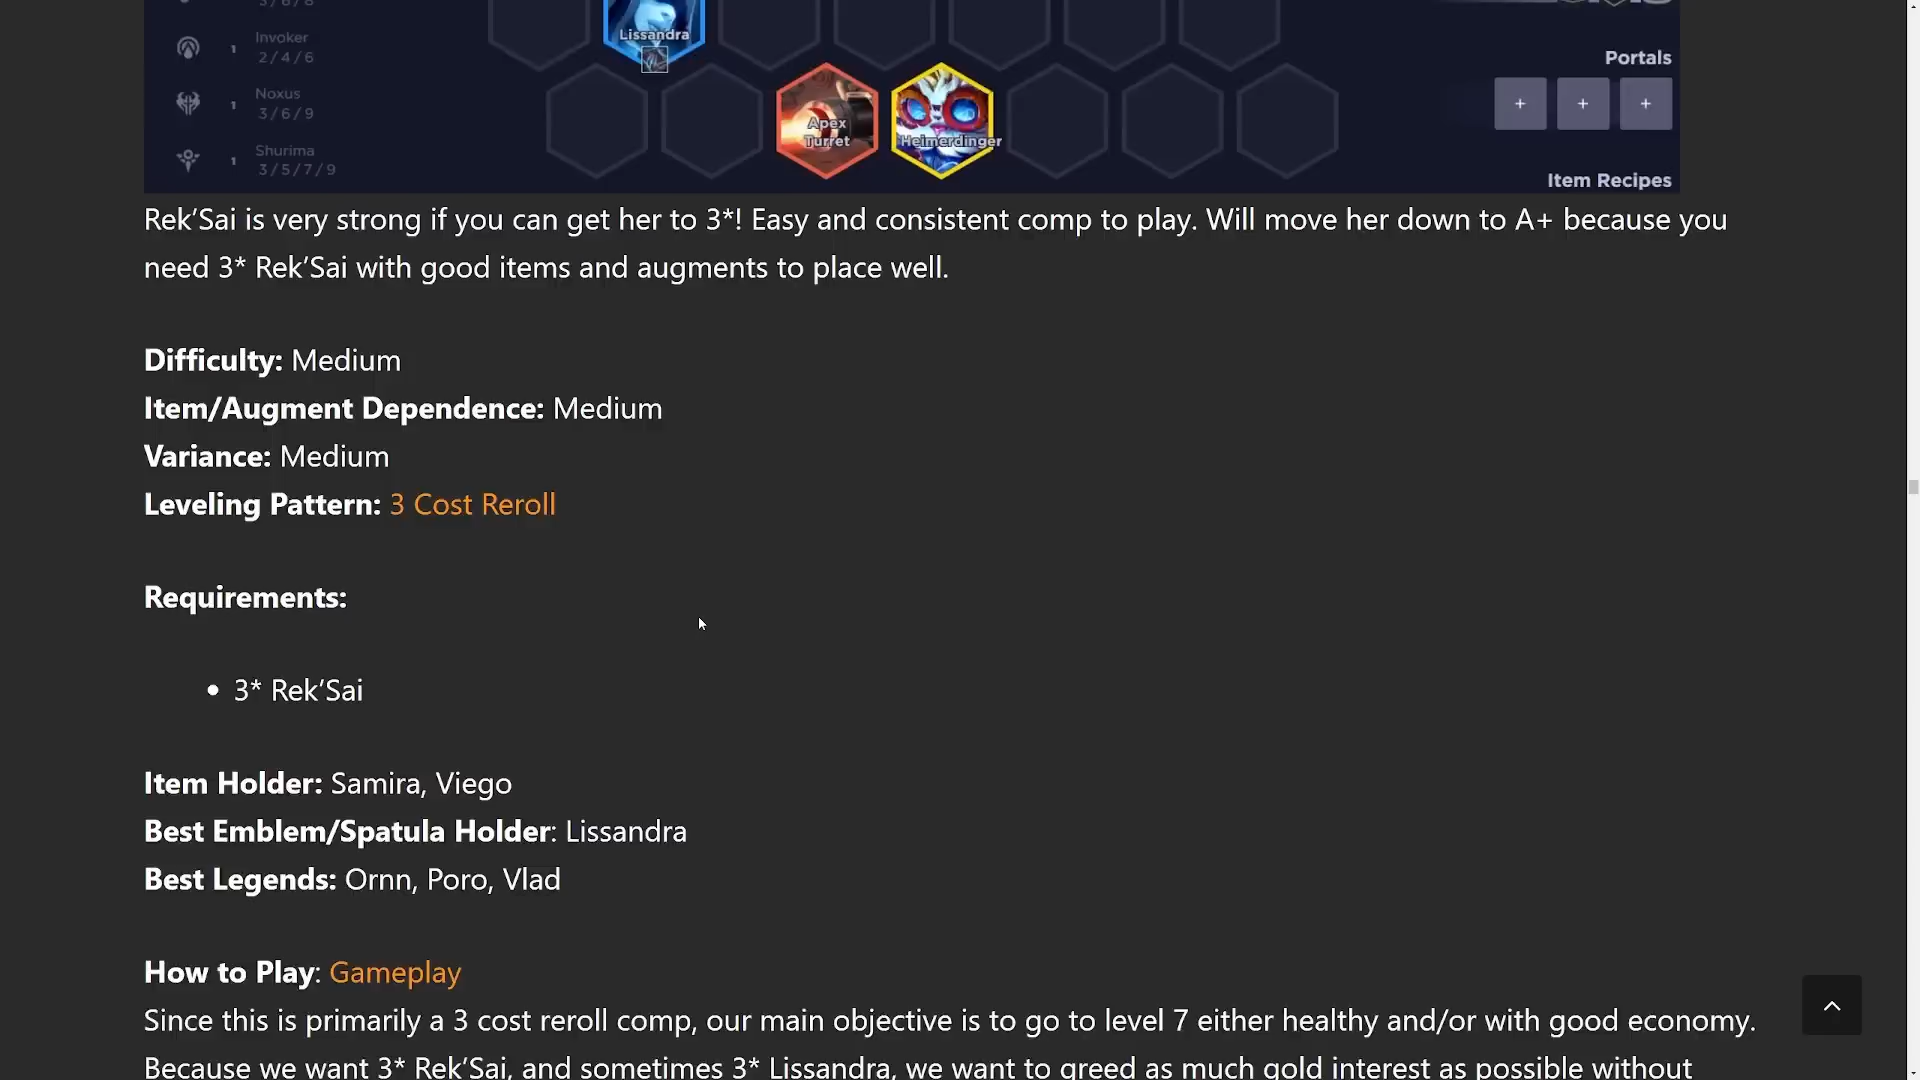 3/6/8
Lissandra
Invoker
1
2/4/6
Portals
Noxus
1
3/6/9
+ + +
Apex
Turret
Heimerdinger
Shurima
1
3/5/7/9
Item Recipes
Rek’Sai is very strong if you can get her to 3*! Easy and consistent comp to play. Will move her down to A+ because you
need 3* Rek’Sai with good items and augments to place well.
Difficulty: Medium
Item/Augment Dependence: Medium
Variance: Medium
Leveling Pattern: 3 Cost Reroll
Requirements:
• 3* Rek’Sai
Item Holder: Samira, Viego
Best Emblem/Spatula Holder: Lissandra
Best Legends: Ornn, Poro, Vlad
How to Play: Gameplay
Since this is primarily a 3 cost reroll comp, our main objective is to go to level 7 either healthy and/or with good economy.
Because we want 3* Rek’Sai, and sometimes 3* Lissandra, we want to greed as much gold interest as possible without